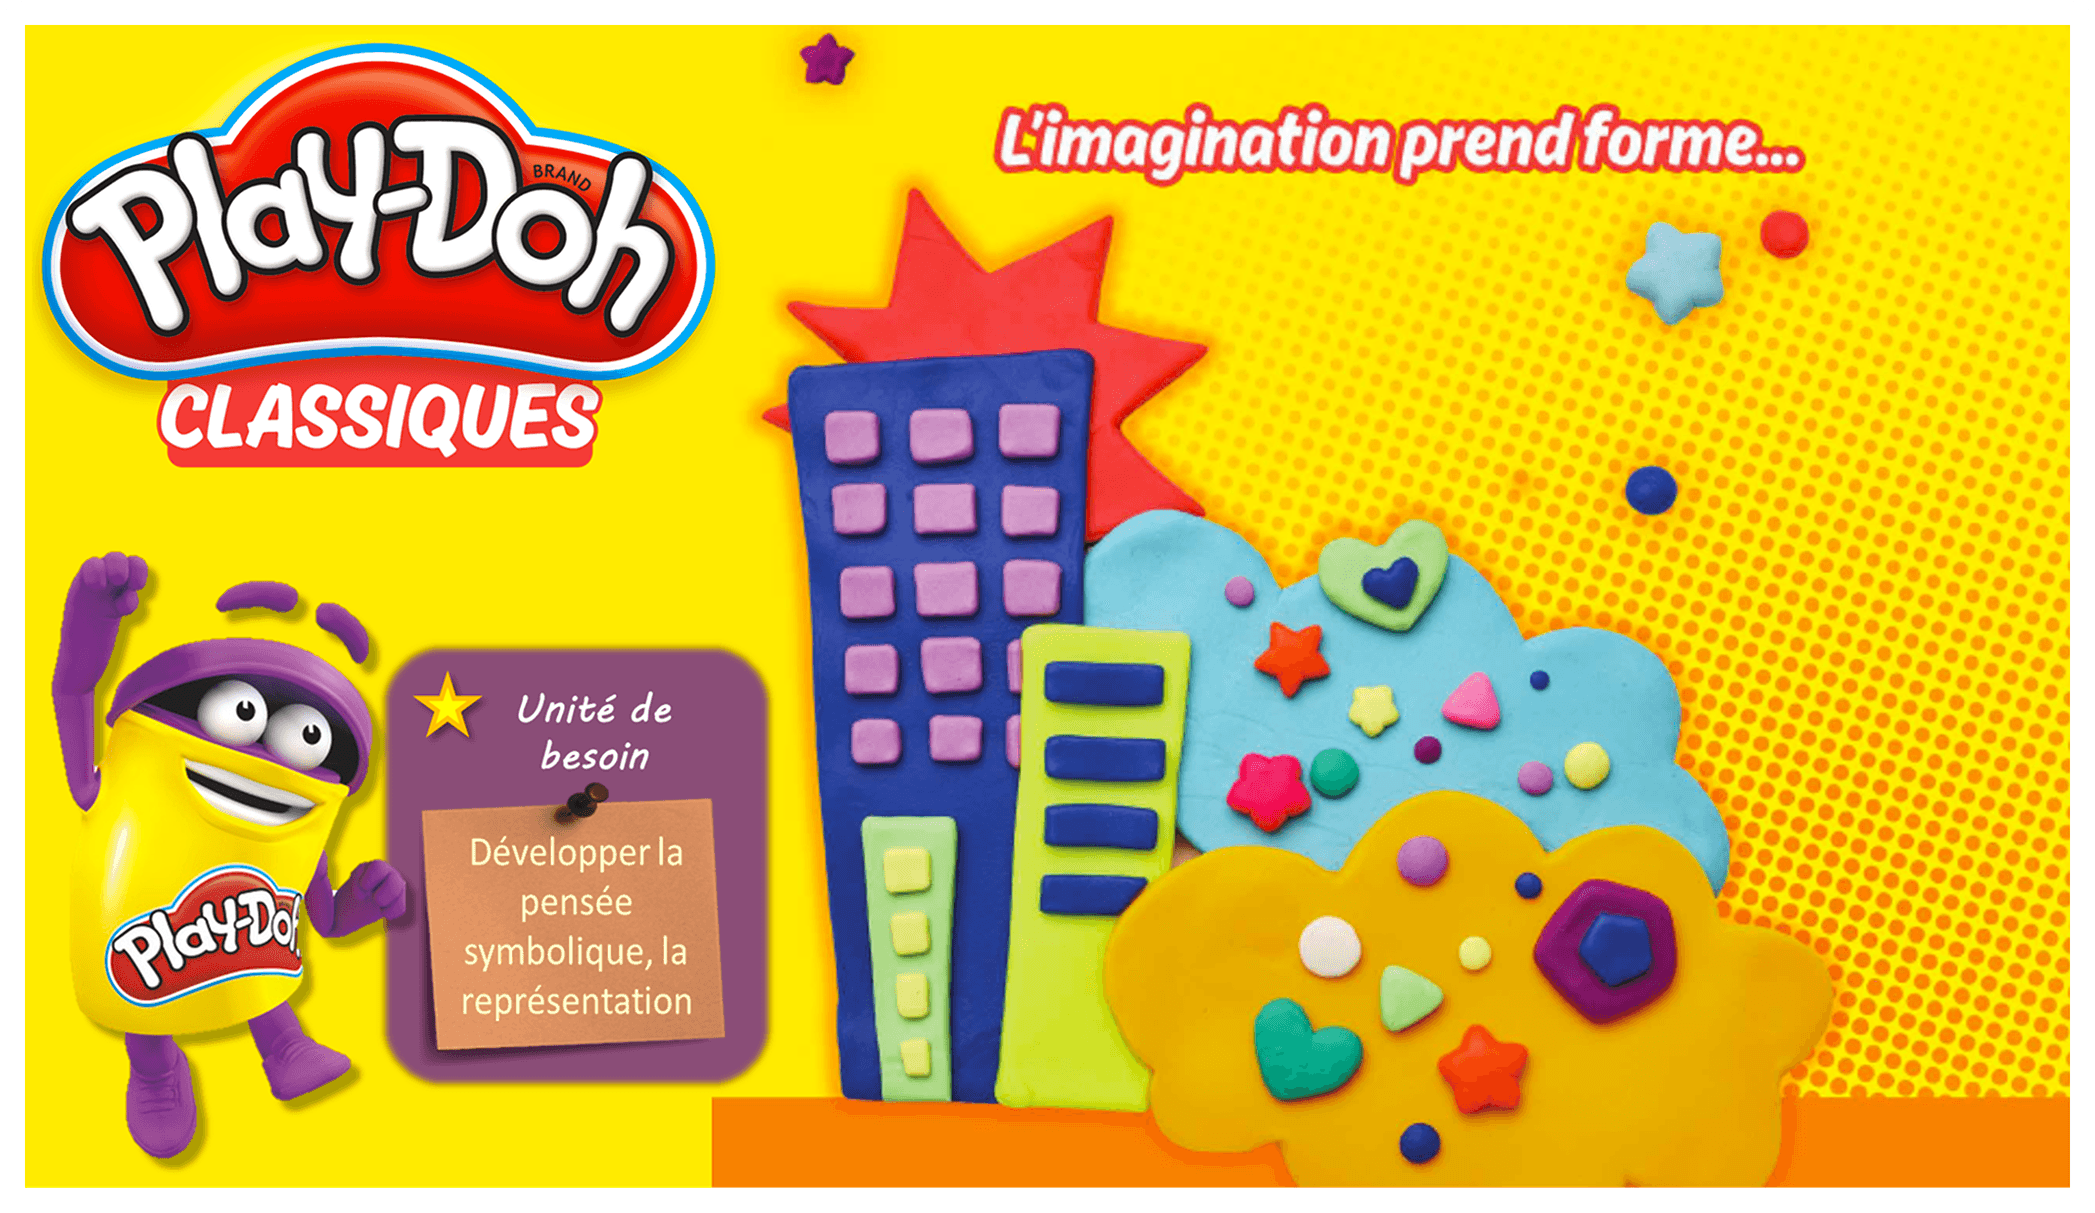 Play-Doh
BRAND
CLASSIQUES
L'imagination prend forme...
Unité de
besoin
Développer la
pensée
symbolique, la
représentation
Play-Doh